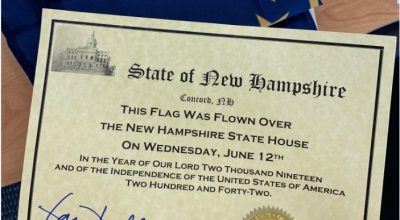 State of New Hampshire
Concord, NH
THIS FLAG WAS FLOWN OVER
THE NEW HAMPSHIRE STATE HOUSE
ON WEDNESDAY, JUNE 12TH
IN THE YEAR OF OUR LORD TWO THOUSAND NINETEEN
AND OF THE INDEPENDENCE OF THE UNITED STATES OF AMERICA
TWO HUNDRED AND FORTY-TWO.